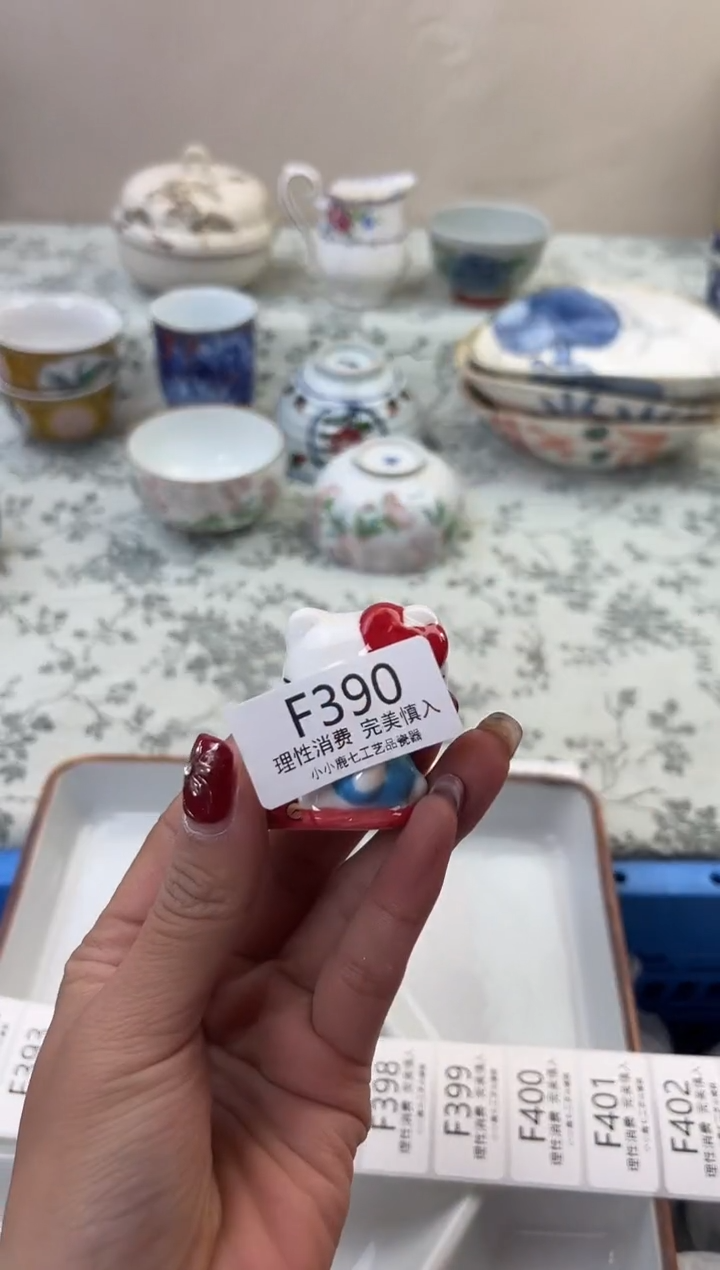 F390
理性消费 完美慎入
小小鹿七工艺品瓷器
F393
F398
理性消费 完美慎入
F399
理性消费 完美慎入
F400
理性消费 完美慎入
F401
理性消费 完美慎入
F402
理性消费 完美慎入